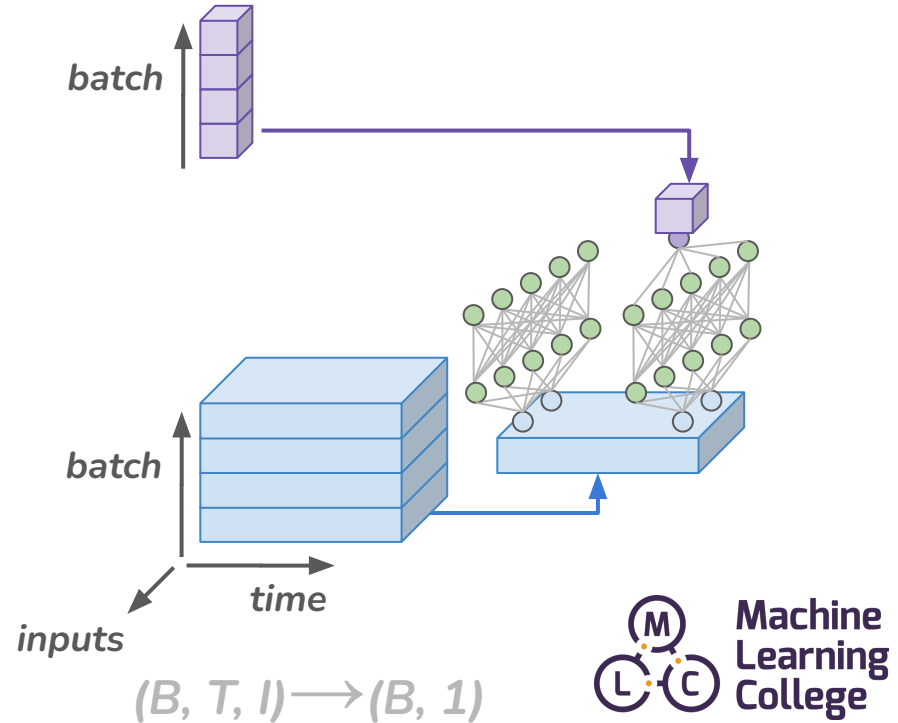 batch
batch
time
inputs
(B, T, I)⟶(B, 1)
M
L C
Machine
Learning
College